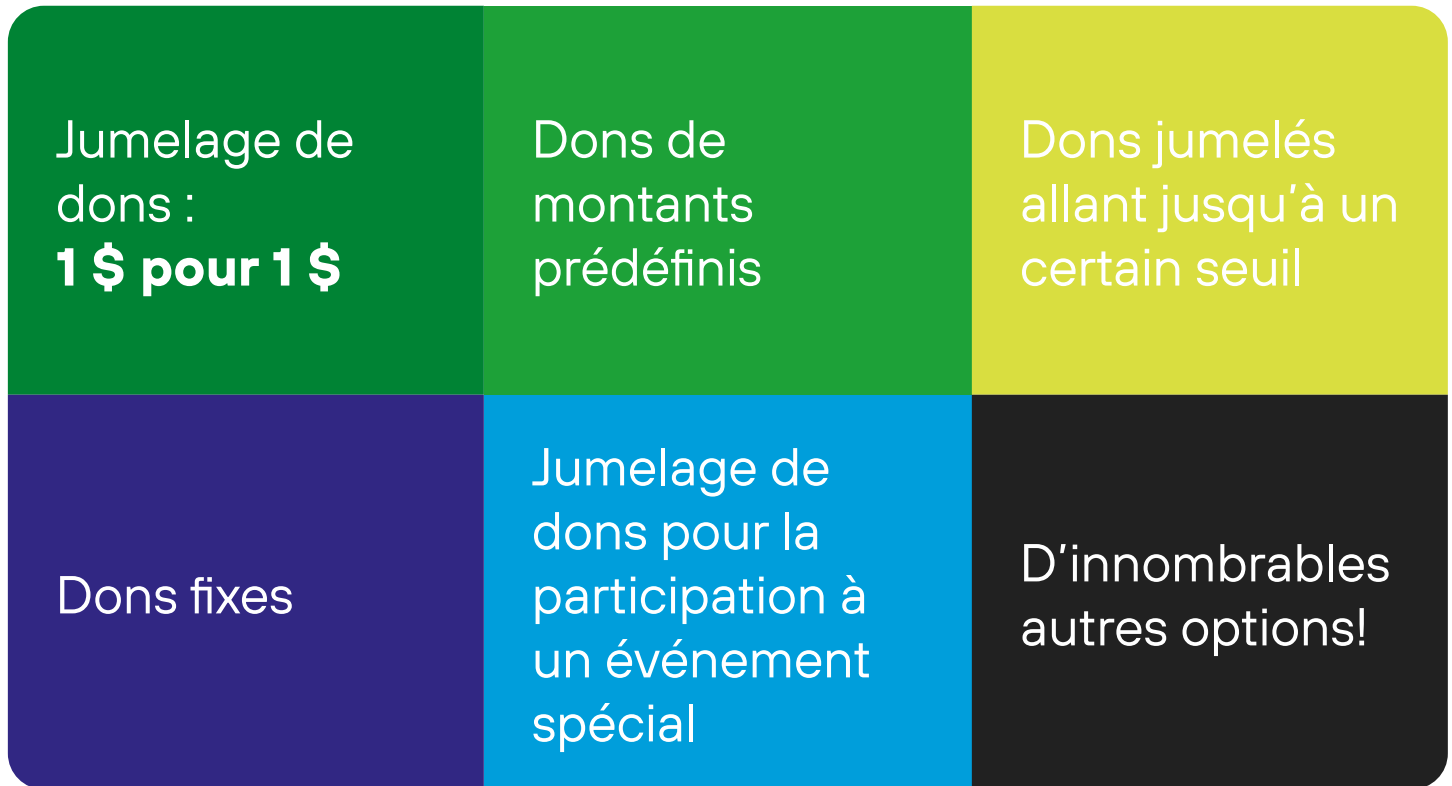 Jumelage de
dons :
1 $ pour 1 $
Dons de
montants
prédéfinis
Dons jumelés
allant jusqu’à un
certain seuil
Dons fixes
Jumelage de
dons pour la
participation à
un événement
spécial
D’innombrables
autres options!